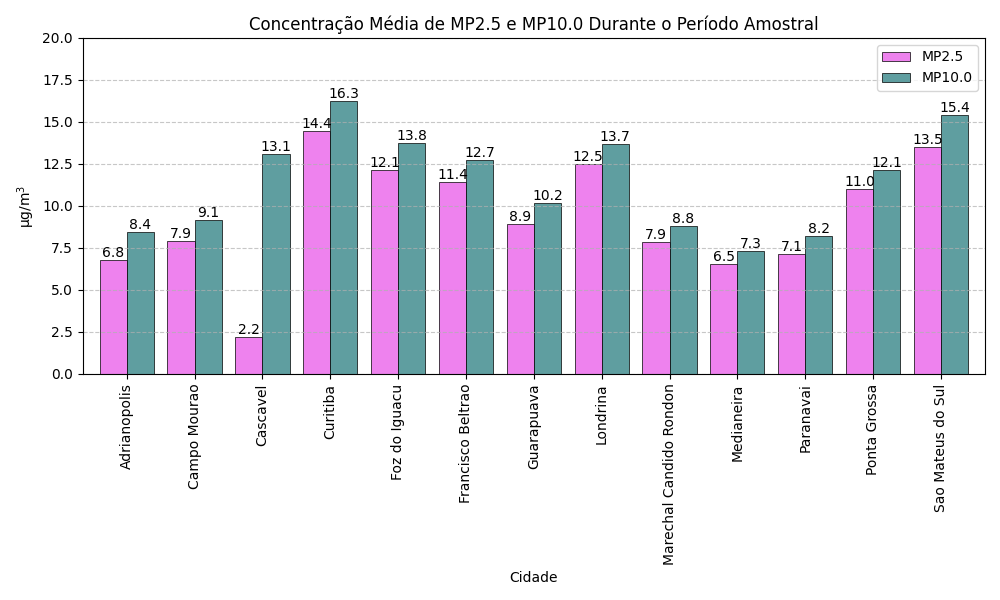 Concentração Média de MP2.5 e MP10.0 Durante o Período Amostral
MP2.5
MP10.0
µg/m³
20.0
17.5
15.0
12.5
10.0
7.5
5.0
2.5
0.0
6.8 8.4
7.9 9.1
2.2 13.1
14.4 16.3
12.1 13.8
11.4 12.7
8.9 10.2
12.5 13.7
7.9 8.8
6.5 7.3
7.1 8.2
11.0 12.1
13.5 15.4
Adrianopolis
Campo Mourao
Cascavel
Curitiba
Foz do Iguacu
Francisco Beltrao
Guarapuava
Londrina
Marechal Candido Rondon
Medianeira
Paranavai
Ponta Grossa
Sao Mateus do Sul
Cidade